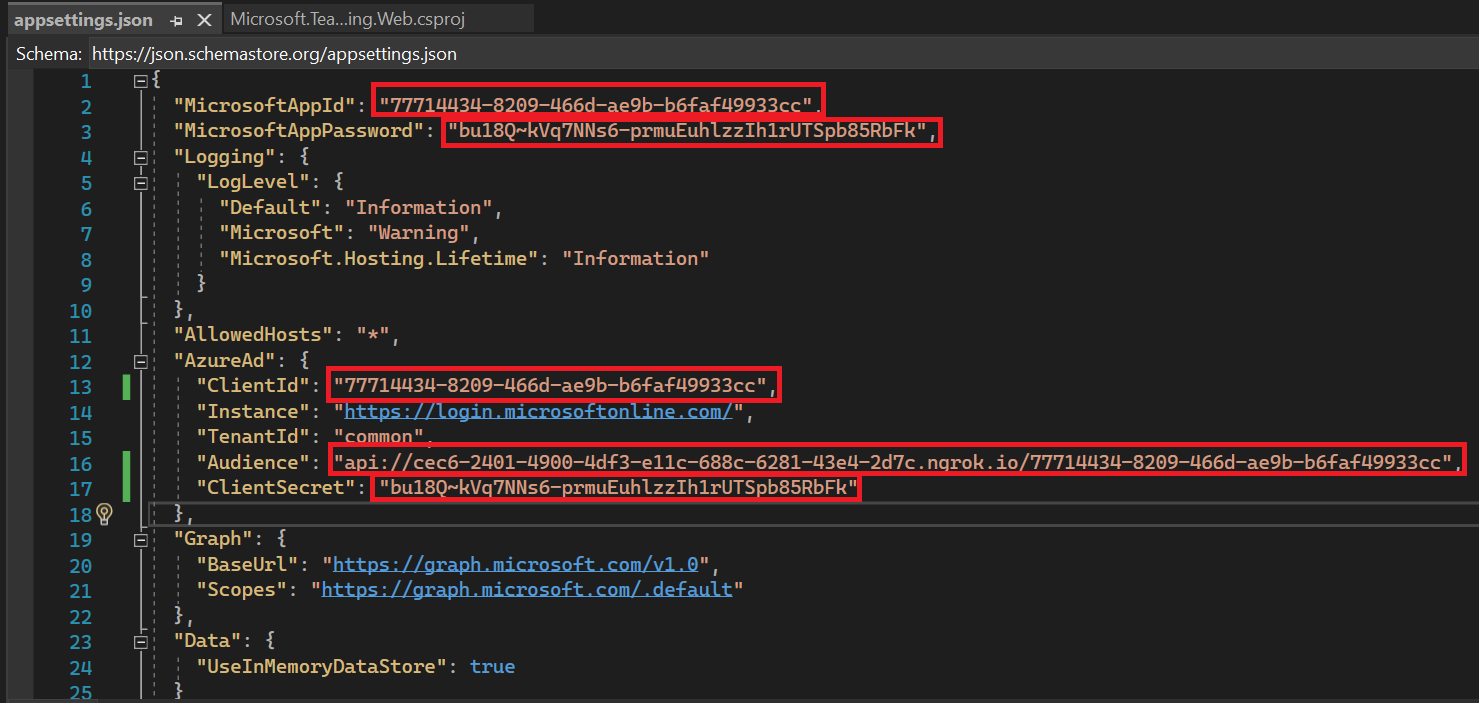 appsettings.json
Microsoft.Tea...ing.Web.csproj
Schema: https://json.schemastore.org/appsettings.json
1 {
2 "MicrosoftAppId": "77714434-8209-466d-ae9b-b6faf49933cc",
3 "MicrosoftAppPassword": "bu18Q~kVq7NNs6-prmuEuhlzzIh1rUTSpb85RbFk",
4 "Logging": {
5 "LogLevel": {
6 "Default": "Information",
7 "Microsoft": "Warning",
8 "Microsoft.Hosting.Lifetime": "Information"
9 }
10 },
11 "AllowedHosts": "*",
12 "AzureAd": {
13 "ClientId": "77714434-8209-466d-ae9b-b6faf49933cc",
14 "Instance": "https://login.microsoftonline.com/",
15 "TenantId": "common",
16 "Audience": "api://cec6-2401-4900-4df3-e11c-688c-6281-43e4-2d7c.ngrok.io/77714434-8209-466d-ae9b-b6faf49933cc",
17 "ClientSecret": "bu18Q~kVq7NNs6-prmuEuhlzzIh1rUTSpb85RbFk"
18 },
19 "Graph": {
20 "BaseUrl": "https://graph.microsoft.com/v1.0",
21 "Scopes": "https://graph.microsoft.com/.default"
22 },
23 "Data": {
24 "UseInMemoryDataStore": true
25 }